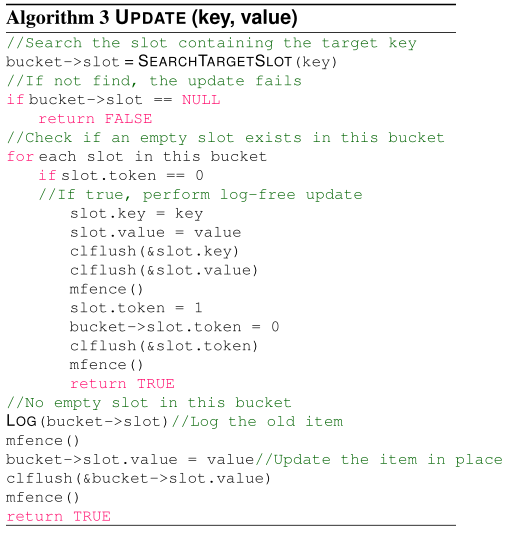 Algorithm 3 UPDATE (key, value)
//Search the slot containing the target key
bucket->slot = SEARCHTARGETSLOT(key)
//If not find, the update fails
if bucket->slot == NULL
return FALSE
//Check if an empty slot exists in this bucket
for each slot in this bucket
if slot.token == 0
//If true, perform log-free update
slot.key = key
slot.value = value
clflush(&slot.key)
clflush(&slot.value)
mfence()
slot.token = 1
bucket->slot.token = 0
clflush(&slot.token)
mfence()
return TRUE
//No empty slot in this bucket
LOG(bucket->slot)//Log the old item
mfence()
bucket->slot.value = value//Update the item in place
clflush(&bucket->slot.value)
mfence()
return TRUE